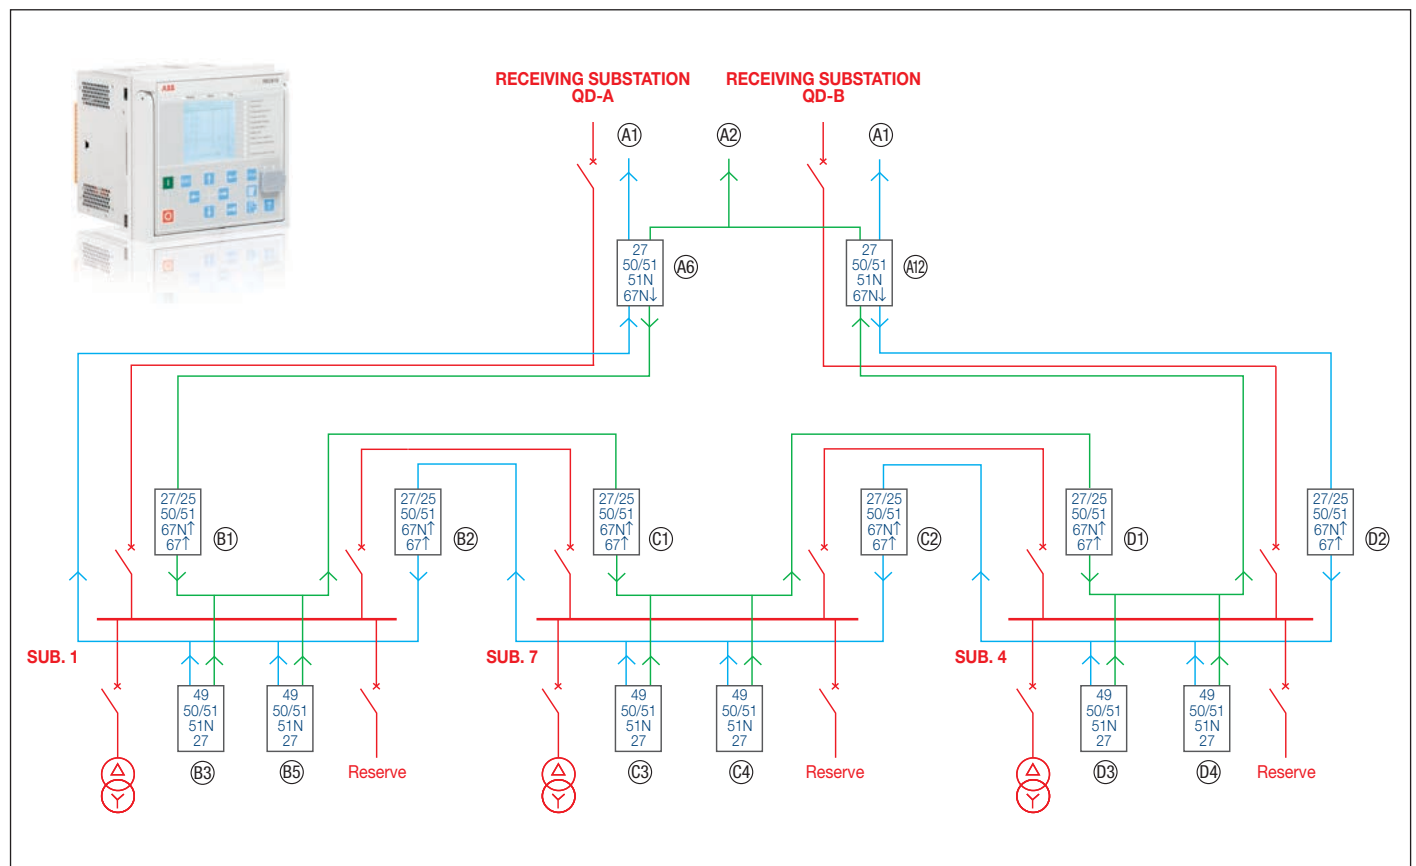 ABB
RECEIVING SUBSTATION
QD-A
RECEIVING SUBSTATION
QD-B
A1
A2
A1
27
50/51
51N
67N↓
A6
27
50/51
51N
67N↓
A12
27/25
50/51
67N↑
67↑
B1
27/25
50/51
67N↑
67↑
B2
27/25
50/51
67N↑
67↑
C1
27/25
50/51
67N↑
67↑
C2
27/25
50/51
67N↑
67↑
D1
27/25
50/51
67N↑
67↑
D2
SUB. 1
SUB. 7
SUB. 4
49
50/51
51N
27
B3
49
50/51
51N
27
B5
Reserve
49
50/51
51N
27
C3
49
50/51
51N
27
C4
Reserve
49
50/51
51N
27
D3
49
50/51
51N
27
D4
Reserve